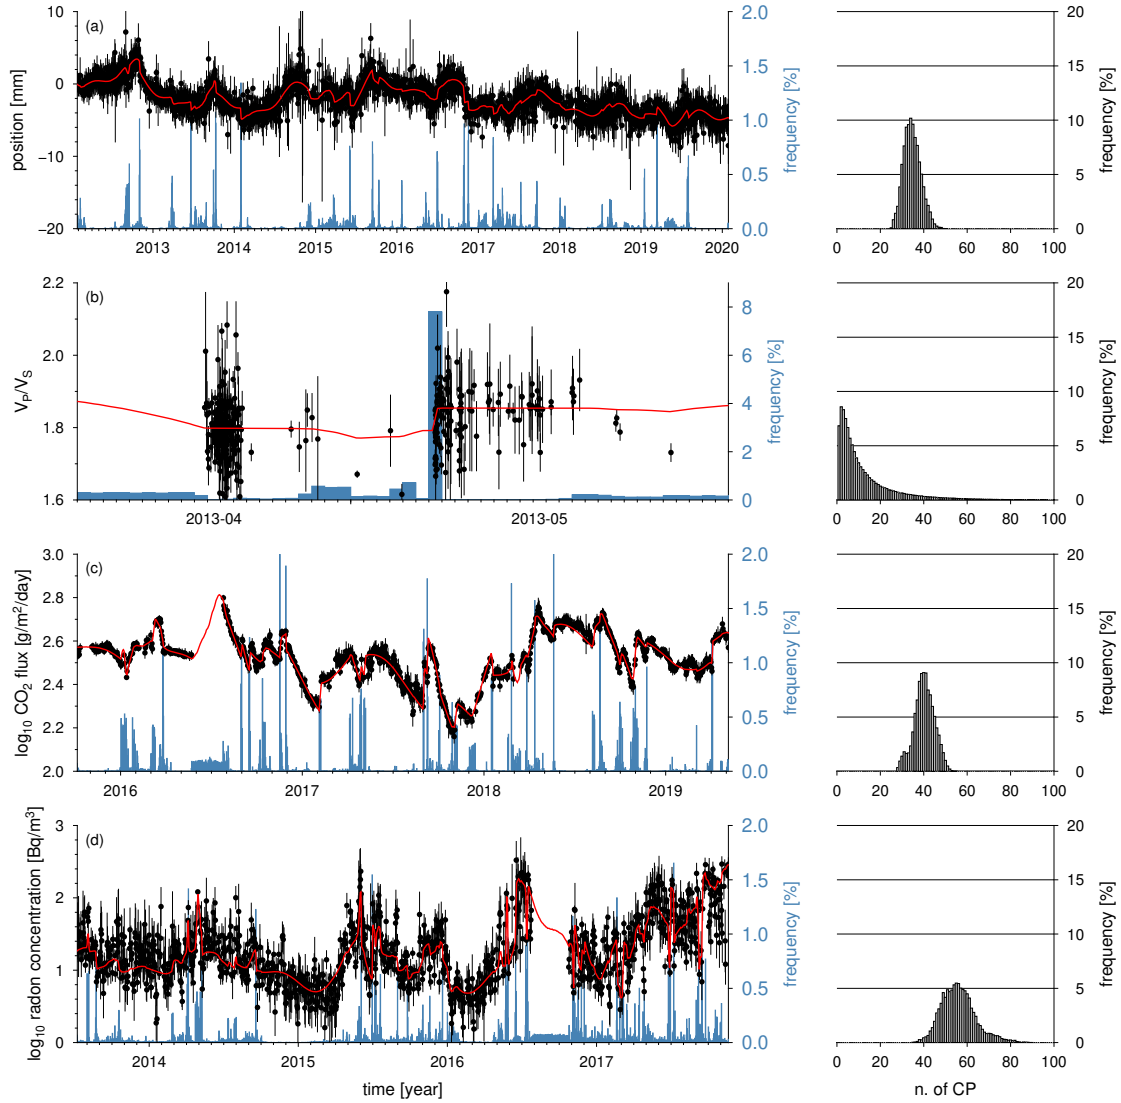 (a)
position [mm]
10
0
−10
−20
2013 2014 2015 2016 2017 2018 2019 2020
2.0
1.5
1.0
0.5
0.0
frequency [%]
20
15
10
5
0
frequency [%]
0 20 40 60 80 100
(b)
VP/VS
2.2
2.0
1.8
1.6
2013-04 2013-05
8
6
4
2
0
frequency [%]
20
15
10
5
0
frequency [%]
0 20 40 60 80 100
(c)
log10 CO2 flux [g/m2/day]
3.0
2.8
2.6
2.4
2.2
2.0
2016 2017 2018 2019
2.0
1.5
1.0
0.5
0.0
frequency [%]
20
15
10
5
0
frequency [%]
0 20 40 60 80 100
(d)
log10 radon concentration [Bq/m3]
3
2
1
0
2014 2015 2016 2017
time [year]
2.0
1.5
1.0
0.5
0.0
frequency [%]
20
15
10
5
0
frequency [%]
0 20 40 60 80 100
n. of CP